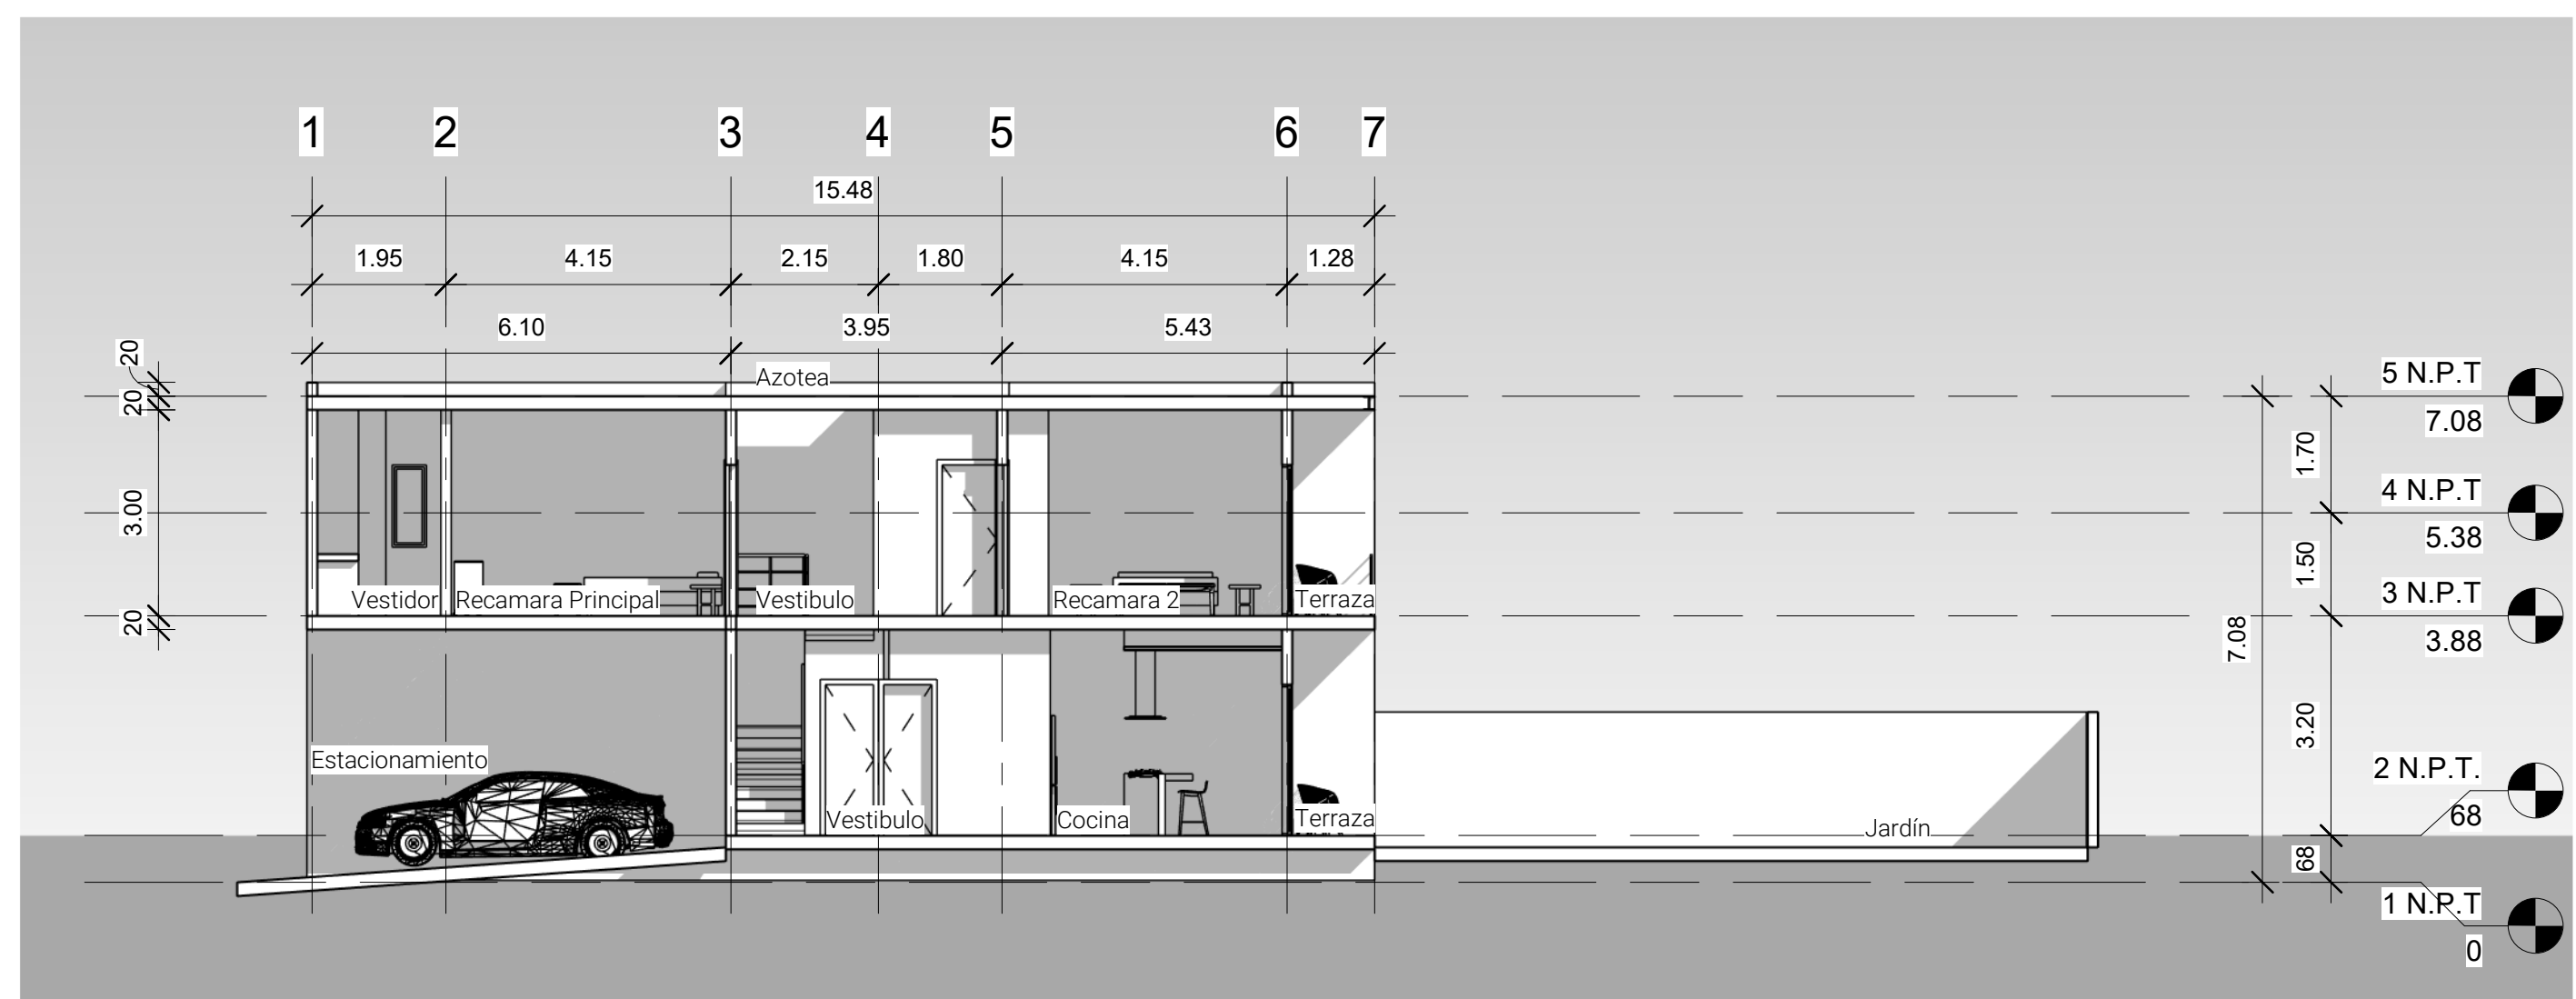 1 2 3 4 5 6 7
15.48
1.95 4.15 2.15 1.80 4.15 1.28
6.10 3.95 5.43
20
20
3.00
20
Azotea
Vestidor Recamara Principal Vestibulo Recamara 2 Terraza
Estacionamiento
Vestibulo Cocina Terraza
Jardín
7.08
1.70
1.50
3.20
68
5 N.P.T
7.08
4 N.P.T
5.38
3 N.P.T
3.88
2 N.P.T.
68
1 N.P.T
0